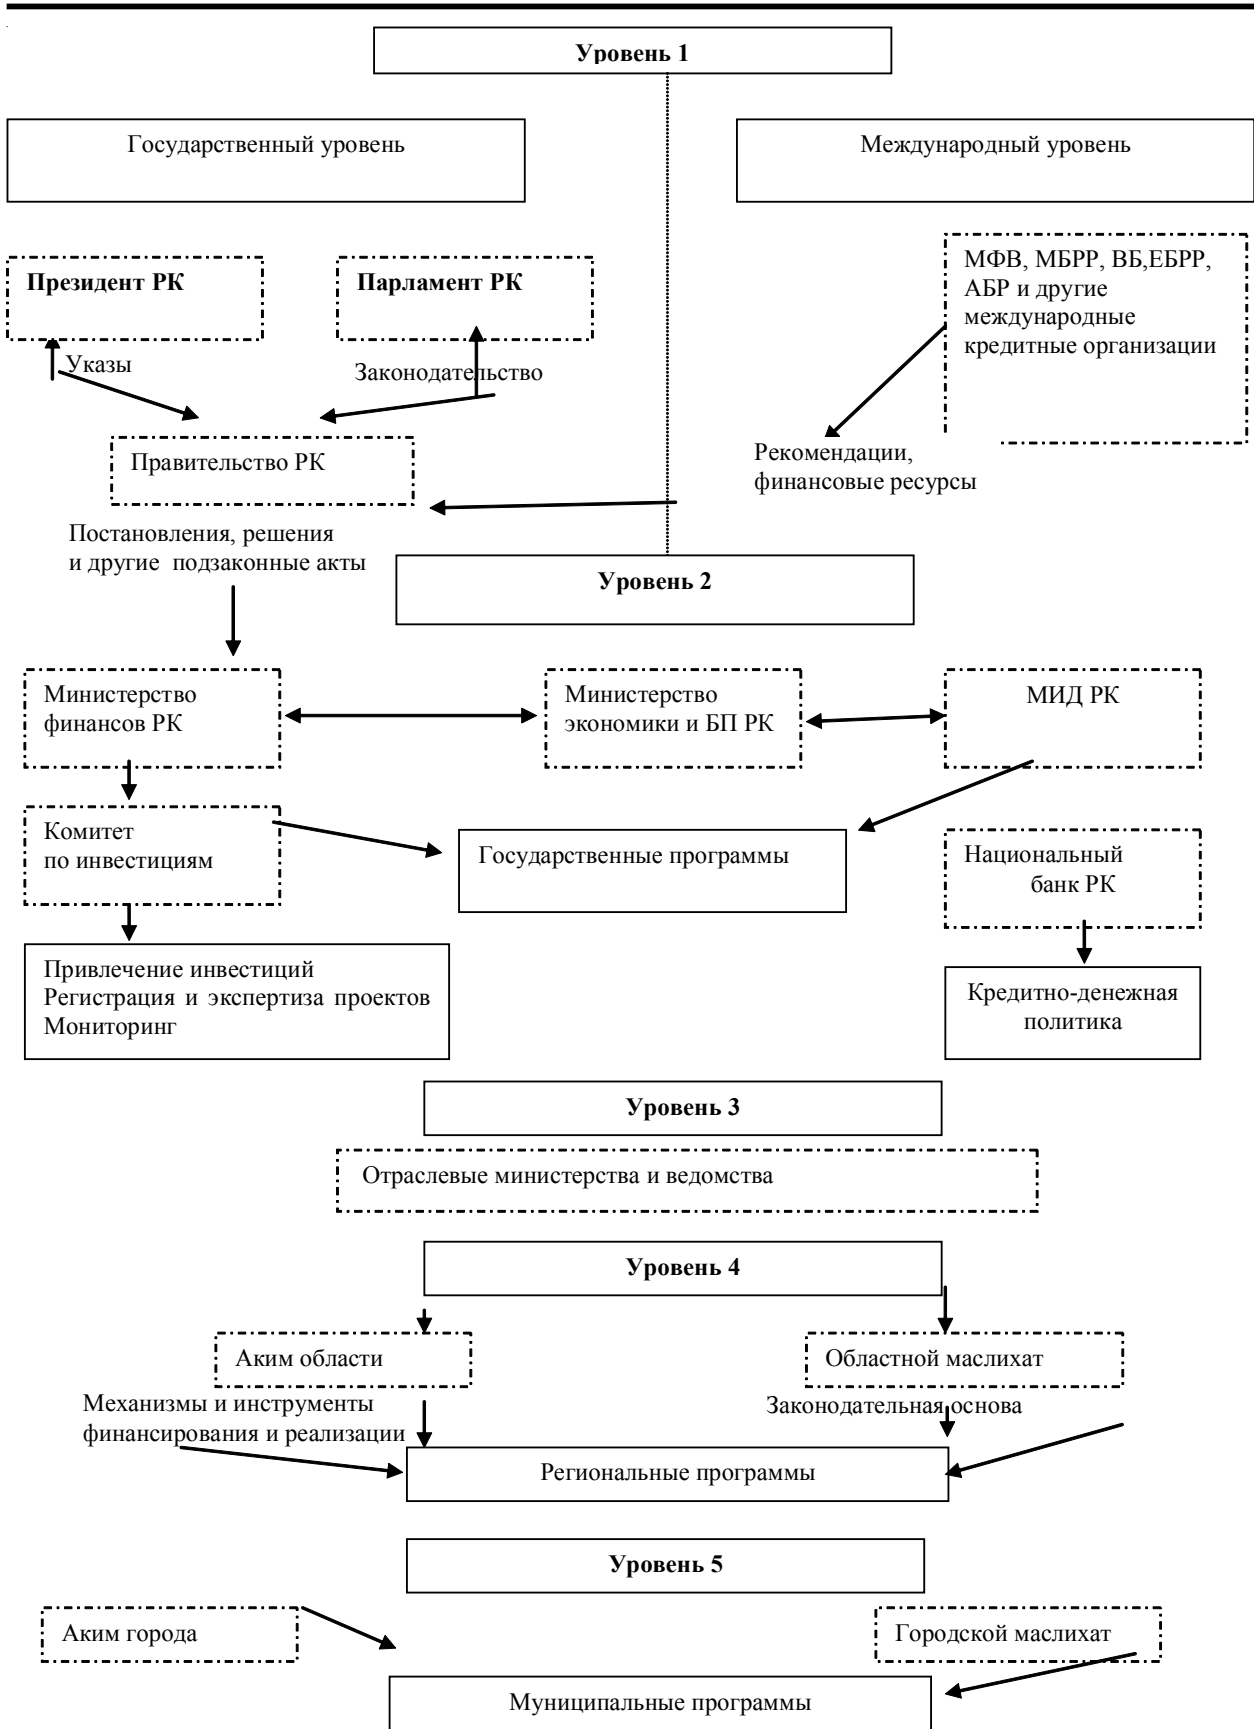 Уровень 1
Государственный уровень
Международный уровень
Президент РК
Парламент РК
МФВ, МБРР, ВБ,ЕБРР,
АБР и другие
международные
кредитные организации
Указы
Законодательство
Правительство РК
Рекомендации,
финансовые ресурсы
Постановления, решения
и другие подзаконные акты
Уровень 2
Министерство
финансов РК
Министерство
экономики и БП РК
МИД РК
Комитет
по инвестициям
Государственные программы
Национальный
банк РК
Привлечение инвестиций
Регистрация и экспертиза проектов
Мониторинг
Кредитно-денежная
политика
Уровень 3
Отраслевые министерства и ведомства
Уровень 4
Аким области
Областной маслихат
Механизмы и инструменты
финансирования и реализации
Законодательная основа
Региональные программы
Уровень 5
Аким города
Городской маслихат
Муниципальные программы